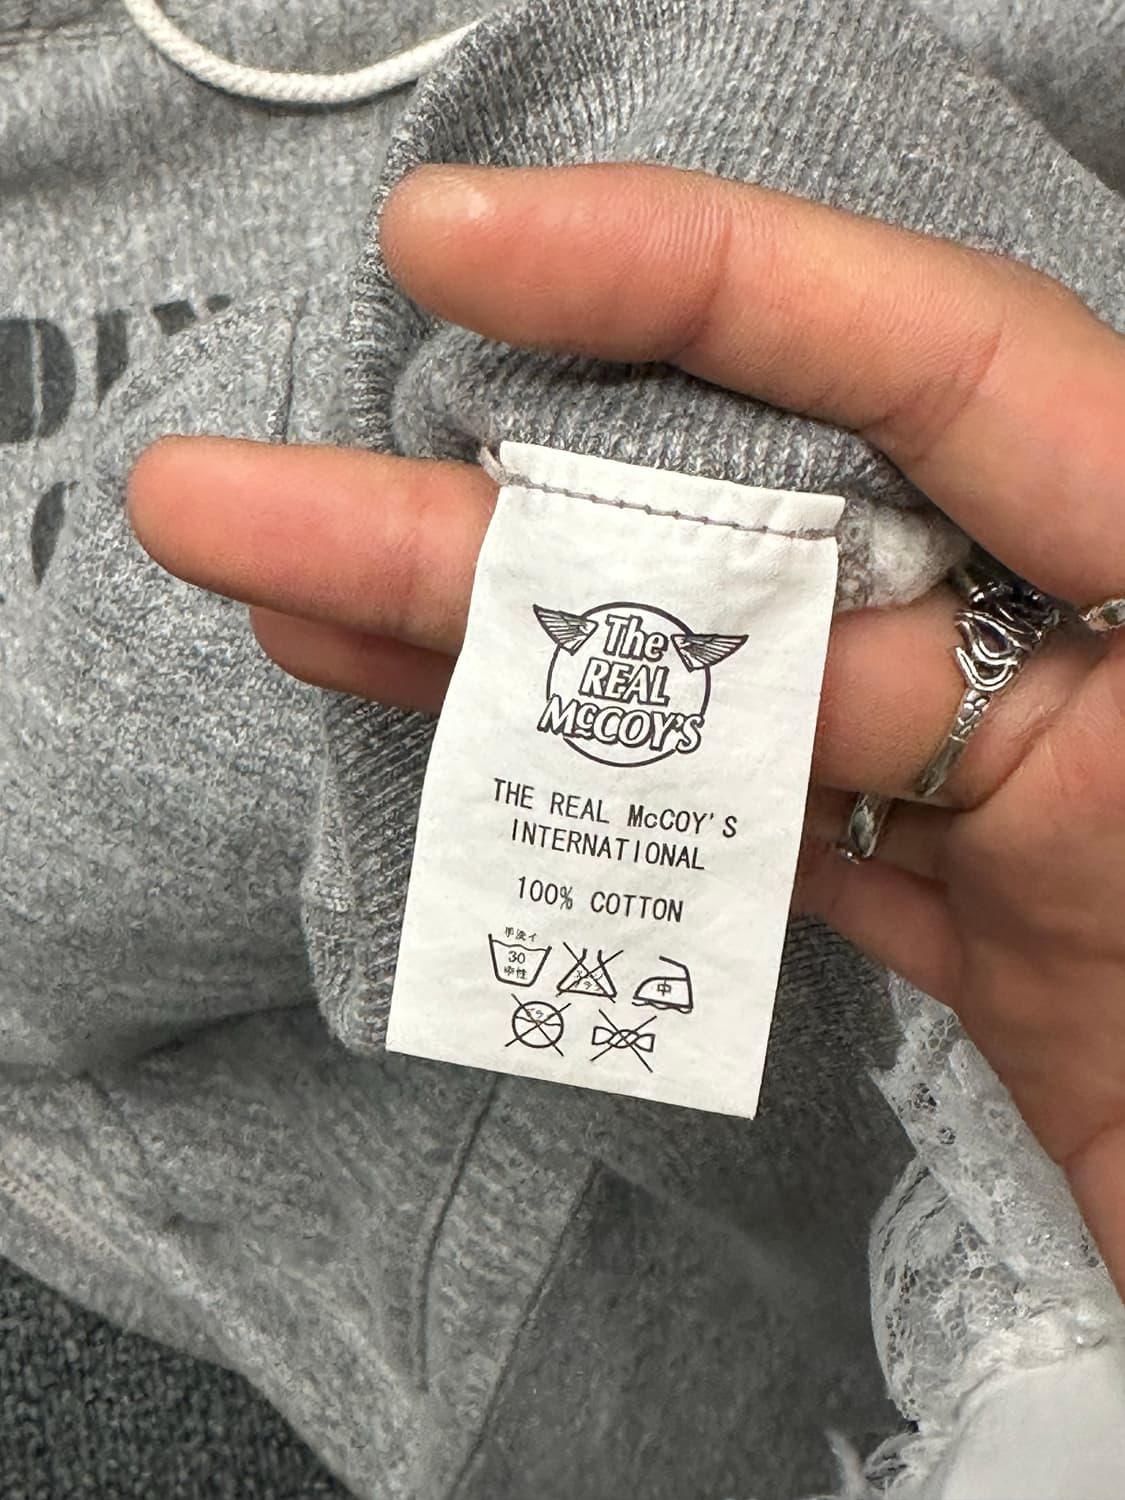 The
REAL
McCOY'S
THE REAL McCOY'S
INTERNATIONAL
100% COTTON
手洗イ
30
中性
中